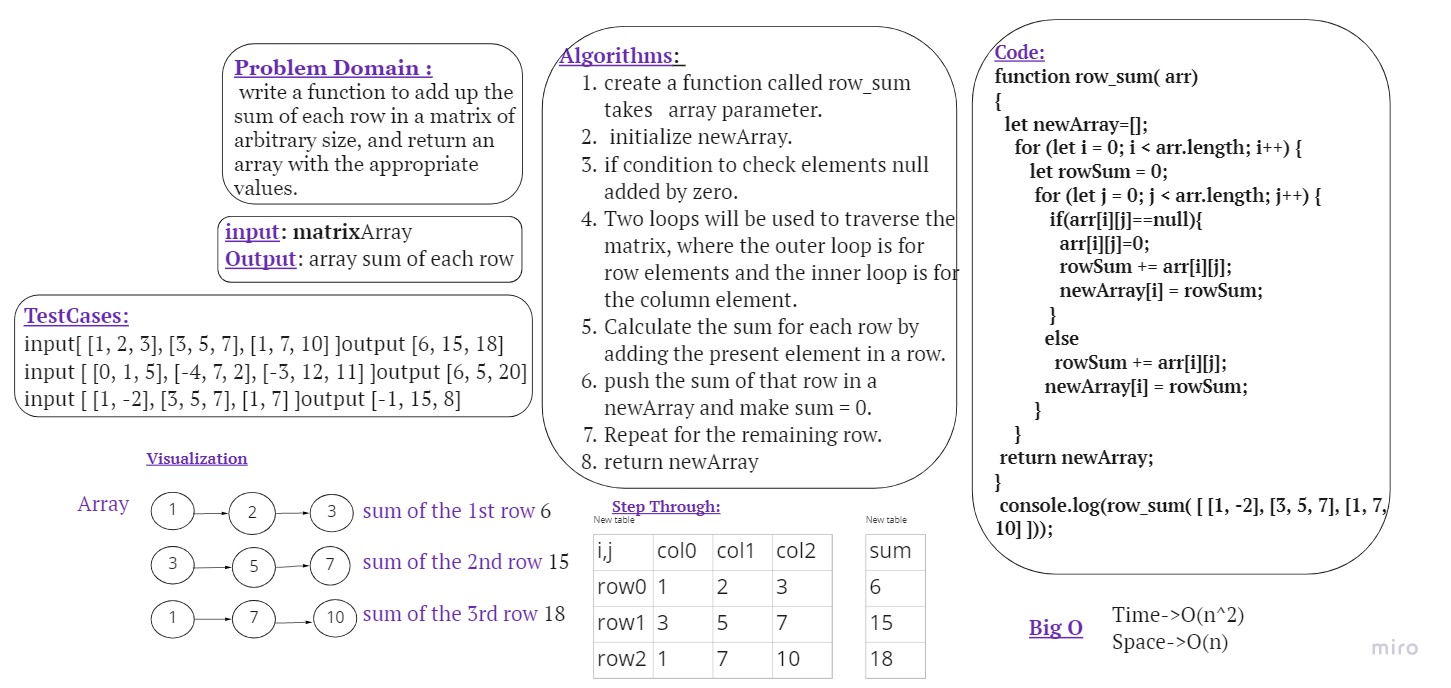 Problem Domain :
write a function to add up the
sum of each row in a matrix of
arbitrary size, and return an
array with the appropriate
values.
input: matrixArray
Output: array sum of each row
TestCases:
input[ [1, 2, 3], [3, 5, 7], [1, 7, 10] ]output [6, 15, 18]
input [ [0, 1, 5], [-4, 7, 2], [-3, 12, 11] ]output [6, 5, 20]
input [ [1, -2], [3, 5, 7], [1, 7] ]output [-1, 15, 8]
Visualization
Array
1 2 3 sum of the 1st row 6
3 5 7 sum of the 2nd row 15
1 7 10 sum of the 3rd row 18
Algorithms:
1. create a function called row_sum
takes array parameter.
2. initialize newArray.
3. if condition to check elements null
added by zero.
4. Two loops will be used to traverse the
matrix, where the outer loop is for
row elements and the inner loop is for
the column element.
5. Calculate the sum for each row by
adding the present element in a row.
6. push the sum of that row in a
newArray and make sum = 0.
7. Repeat for the remaining row.
8. return newArray
Step Through:
New table
i,j col0 col1 col2
row0 1 2 3
row1 3 5 7
row2 1 7 10
New table
sum
6
15
18
Code:
function row_sum( arr)
{
let newArray=[];
for (let i = 0; i < arr.length; i++) {
let rowSum = 0;
for (let j = 0; j < arr.length; j++) {
if(arr[i][j]==null){
arr[i][j]=0;
rowSum += arr[i][j];
newArray[i] = rowSum;
}
else
rowSum += arr[i][j];
newArray[i] = rowSum;
}
}
return newArray;
}
console.log(row_sum( [ [1, -2], [3, 5, 7], [1, 7,
10] ]));
Big O
Time->O(n^2)
Space->O(n)
miro